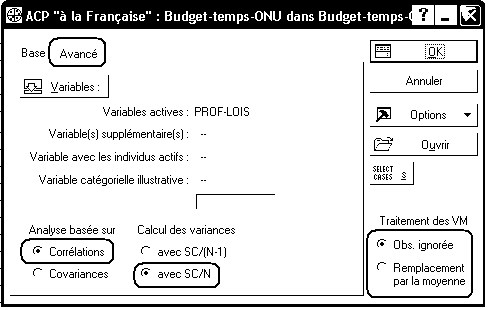 ACP "à la Française" : Budget-temps-ONU dans Budget-temps-
Base Avancé
OK
Variables :
Annuler
Variables actives : PROF-LOIS
Options
Variable(s) supplémentaire(s) : --
Variable avec les individus actifs : --
Ouvrir
Variable catégorielle illustrative : --
SELECT
CASES S
Analyse basée sur
Calcul des variances
Traitement des VM
Corrélations
avec SC/(N-1)
Obs. ignorée
Covariances
avec SC/N
Remplacement
par la moyenne